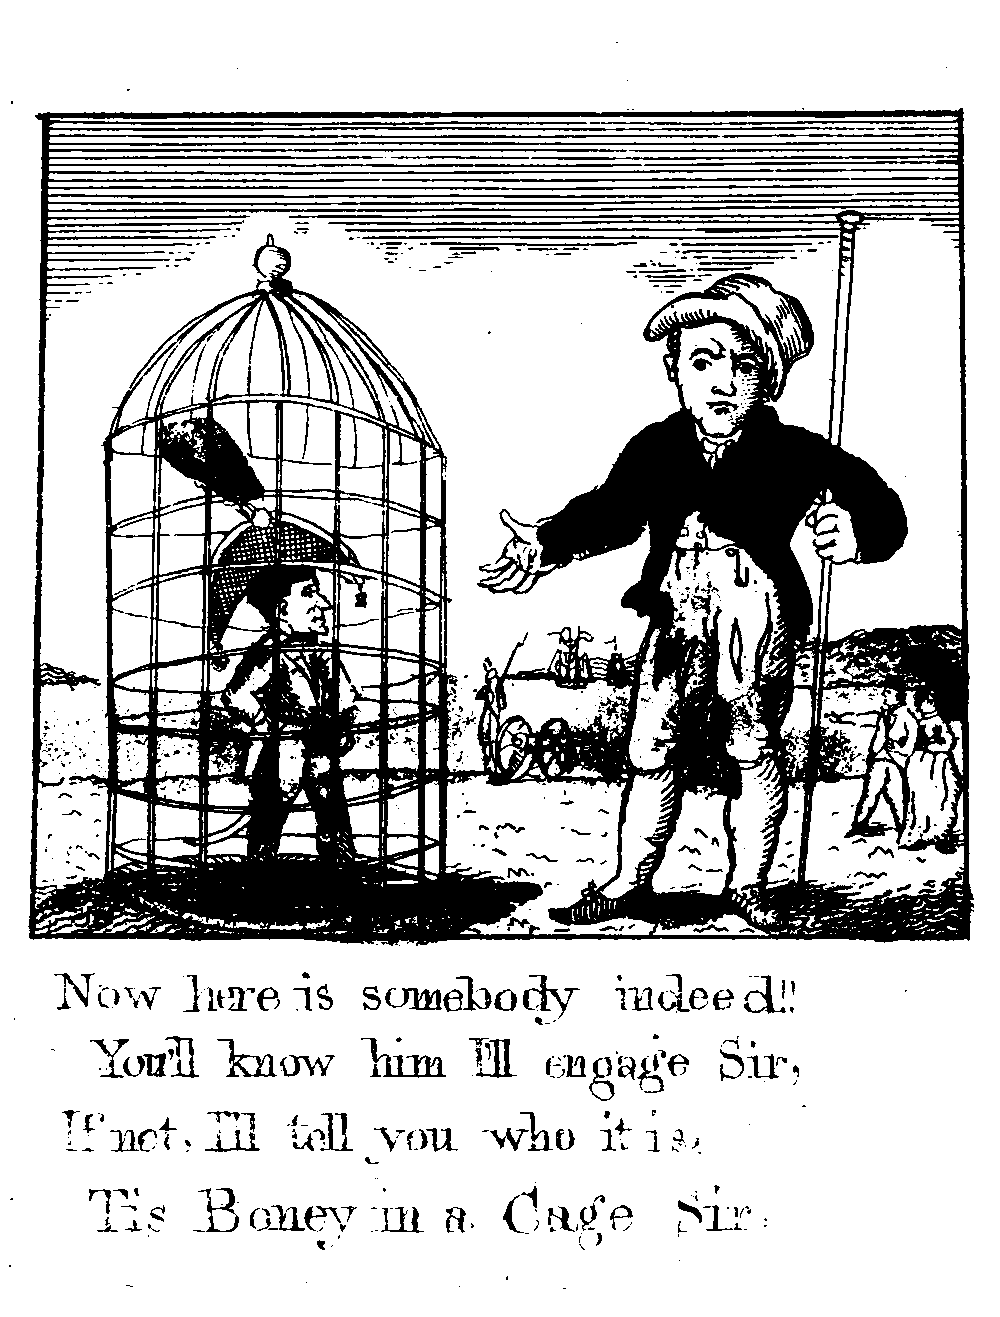 Now here is somebody indeed!!
You'll know him I'll engage Sir,
If not, I'll tell you who it is,
Tis Boney in a Cage Sir.